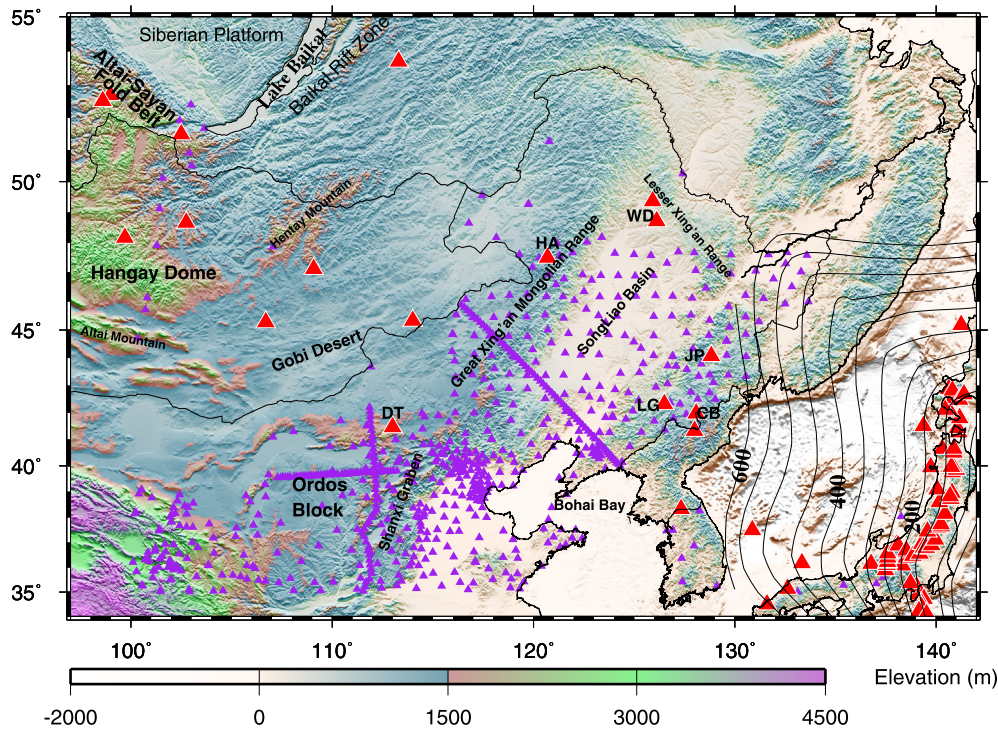 55˚
50˚
45˚
40˚
35˚
Siberian Platform
Lake Baikal
Baikal Rift Zone
Altai-Sayan
Fold Belt
Hentay Mountain
Hangay Dome
Altai Mountain
Gobi Desert
Great Xing'an Mongolian Range
Lesser Xing'an Range
SongLiao Basin
WD
HA
JP
LG
CB
DT
Ordos
Block
Shanxi Graben
Bohai Bay
600
400
200
100˚
110˚
120˚
130˚
140˚
Elevation (m)
-2000
0
1500
3000
4500